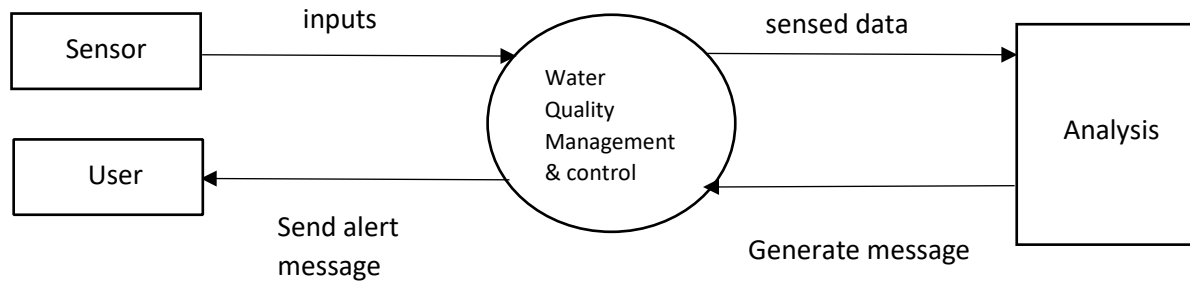 inputs
sensed data
Sensor
Water
Quality
Management
& control
Analysis
User
Send alert
message
Generate message